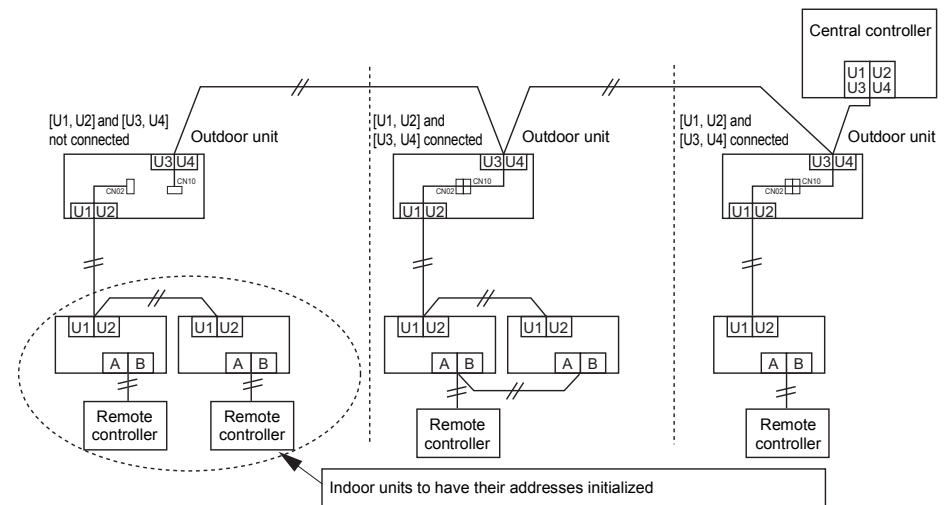 Central controller
U1 U2
U3 U4
[U1, U2] and [U3, U4]
not connected
Outdoor unit
U3 U4
CN02
CN10
U1 U2
[U1, U2] and
[U3, U4] connected
Outdoor unit
U3 U4
CN02
CN10
U1 U2
[U1, U2] and
[U3, U4] connected
Outdoor unit
U3 U4
CN02
CN10
U1 U2
U1 U2
A B
U1 U2
A B
U1 U2
A B
U1 U2
A B
U1 U2
A B
Remote
controller
Remote
controller
Remote
controller
Remote
controller
Indoor units to have their addresses initialized